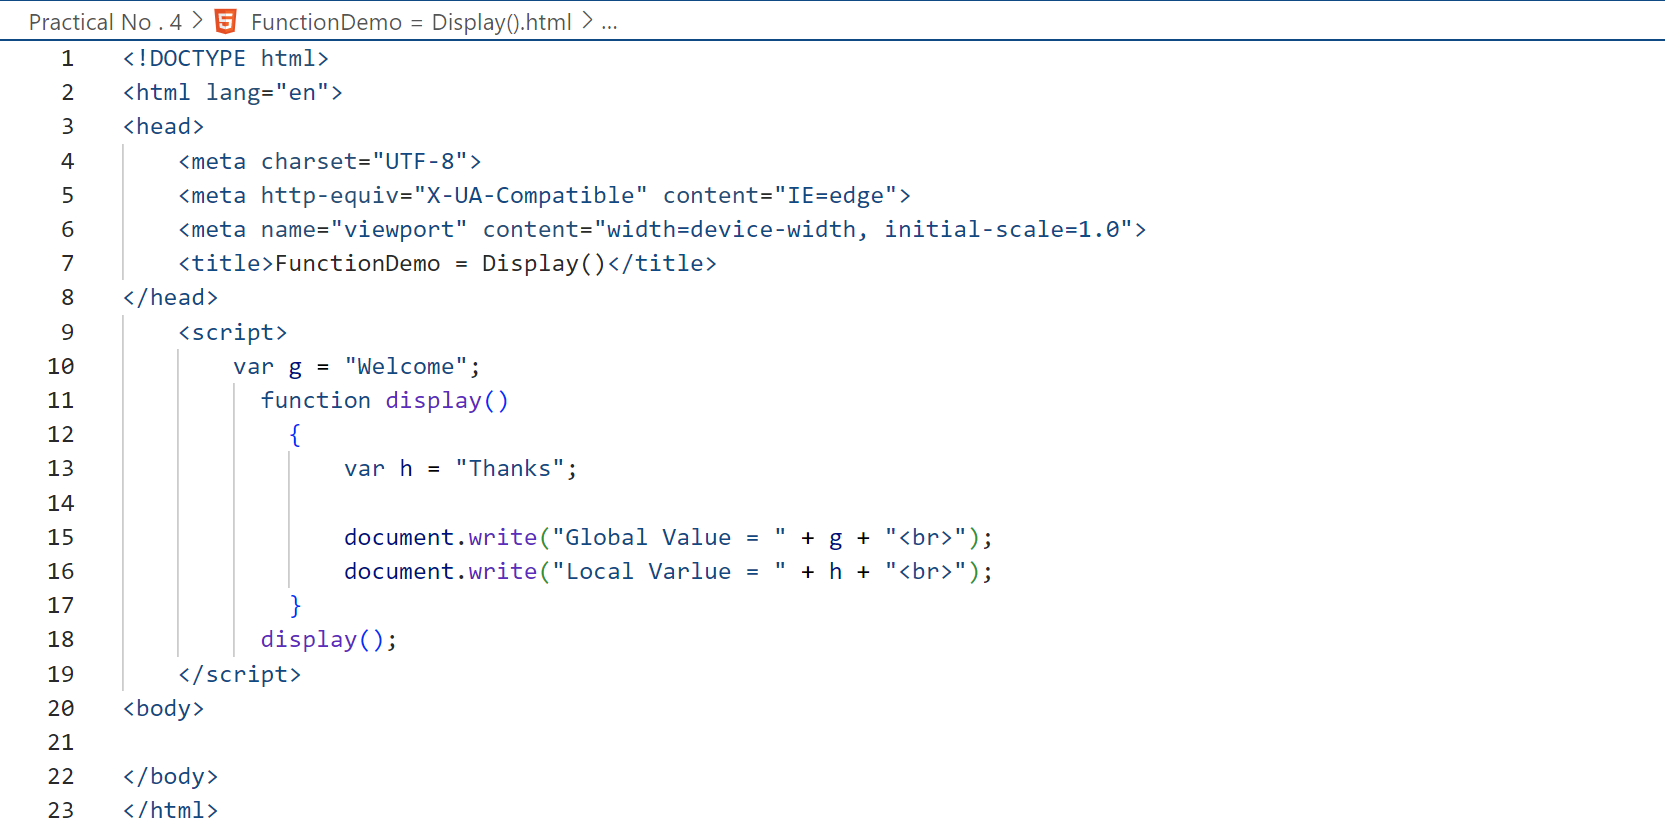 Practical No . 4 > FunctionDemo = Display().html > ...
1 <!DOCTYPE html>
2 <html lang="en">
3 <head>
4     <meta charset="UTF-8">
5     <meta http-equiv="X-UA-Compatible" content="IE=edge">
6     <meta name="viewport" content="width=device-width, initial-scale=1.0">
7     <title>FunctionDemo = Display()</title>
8 </head>
9     <script>
10         var g = "Welcome";
11           function display()
12             {
13                 var h = "Thanks";
14
15                 document.write("Global Value = " + g + "<br>");
16                 document.write("Local Varlue = " + h + "<br>");
17             }
18           display();
19     </script>
20 <body>
21
22 </body>
23 </html>